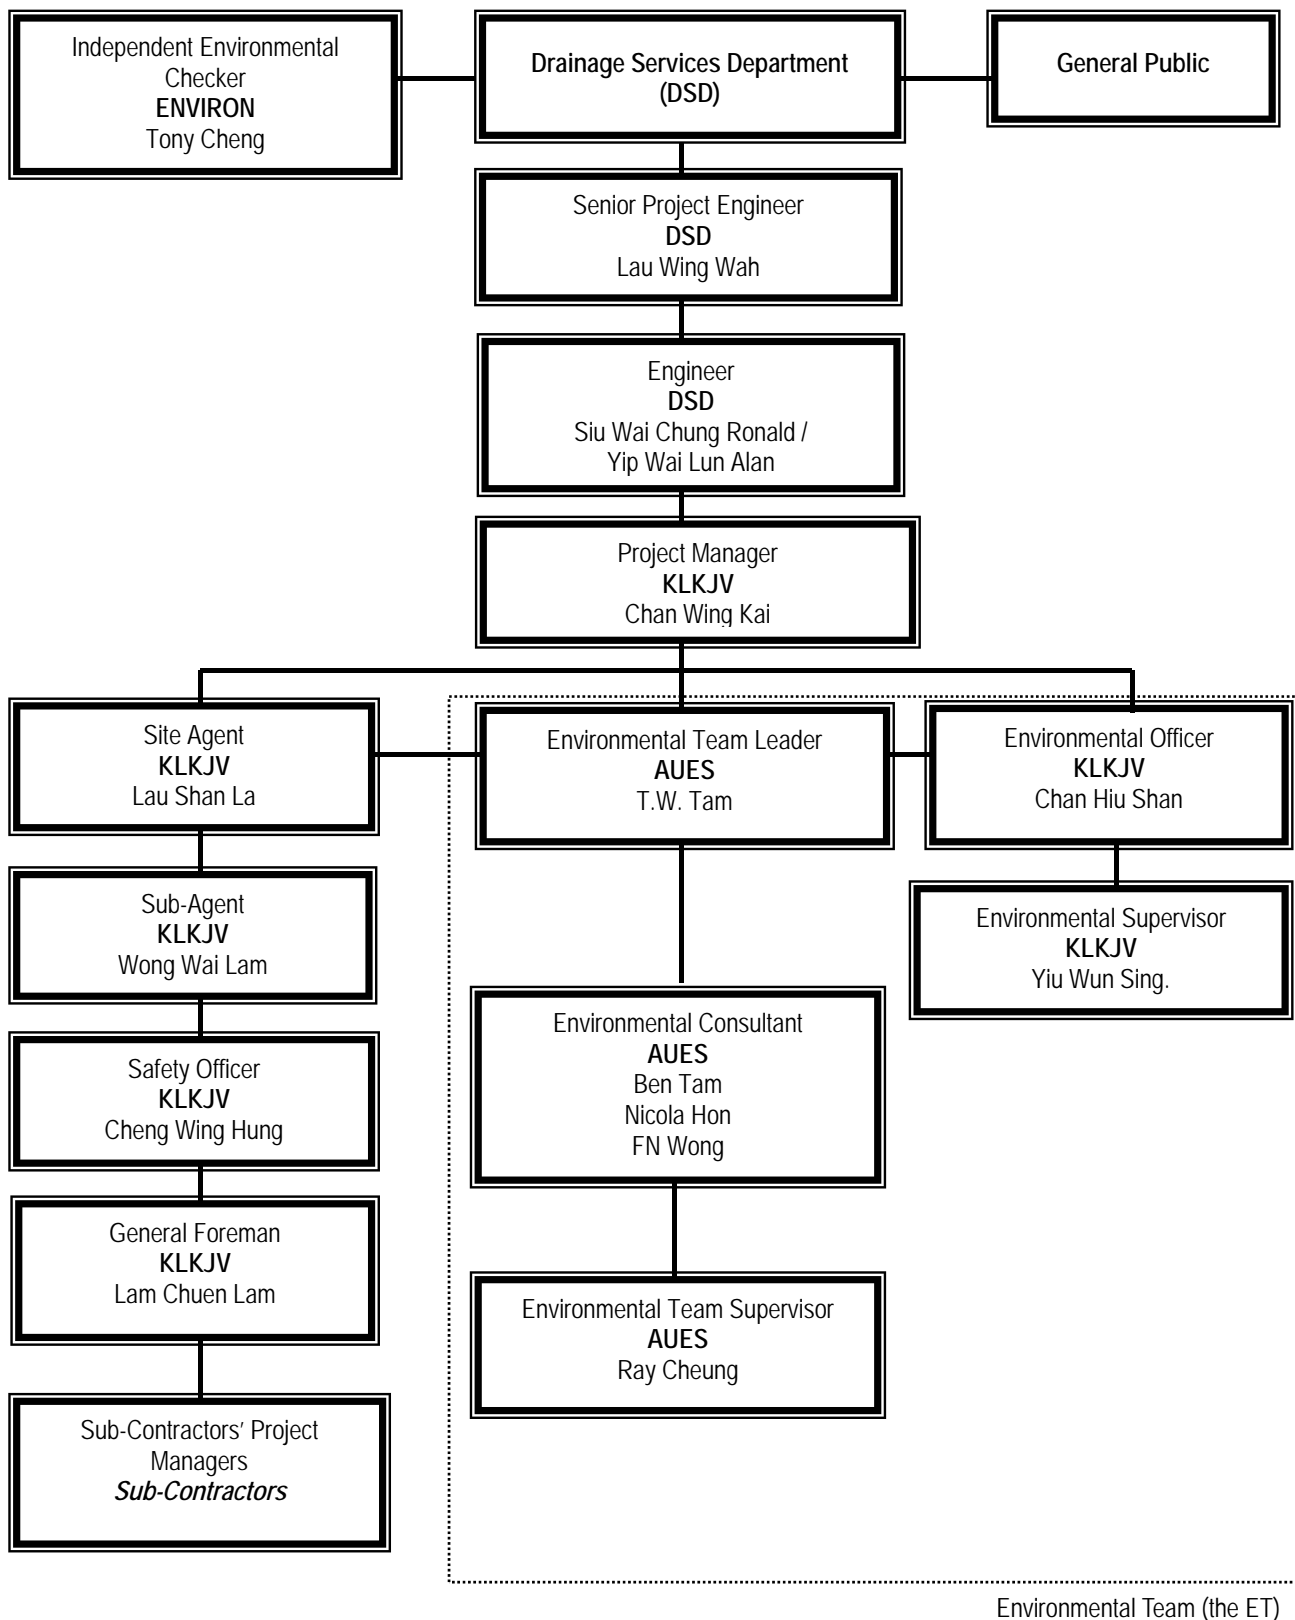 Independent Environmental
Checker
ENVIRON
Tony Cheng
Drainage Services Department
(DSD)
General Public
Senior Project Engineer
DSD
Lau Wing Wah
Engineer
DSD
Siu Wai Chung Ronald /
Yip Wai Lun Alan
Project Manager
KLKJV
Chan Wing Kai
Site Agent
KLKJV
Lau Shan La
Environmental Team Leader
AUES
T.W. Tam
Environmental Officer
KLKJV
Chan Hiu Shan
Sub-Agent
KLKJV
Wong Wai Lam
Environmental Supervisor
KLKJV
Yiu Wun Sing.
Safety Officer
KLKJV
Cheng Wing Hung
Environmental Consultant
AUES
Ben Tam
Nicola Hon
FN Wong
General Foreman
KLKJV
Lam Chuen Lam
Environmental Team Supervisor
AUES
Ray Cheung
Sub-Contractors’ Project
Managers
Sub-Contractors
Environmental Team (the ET)